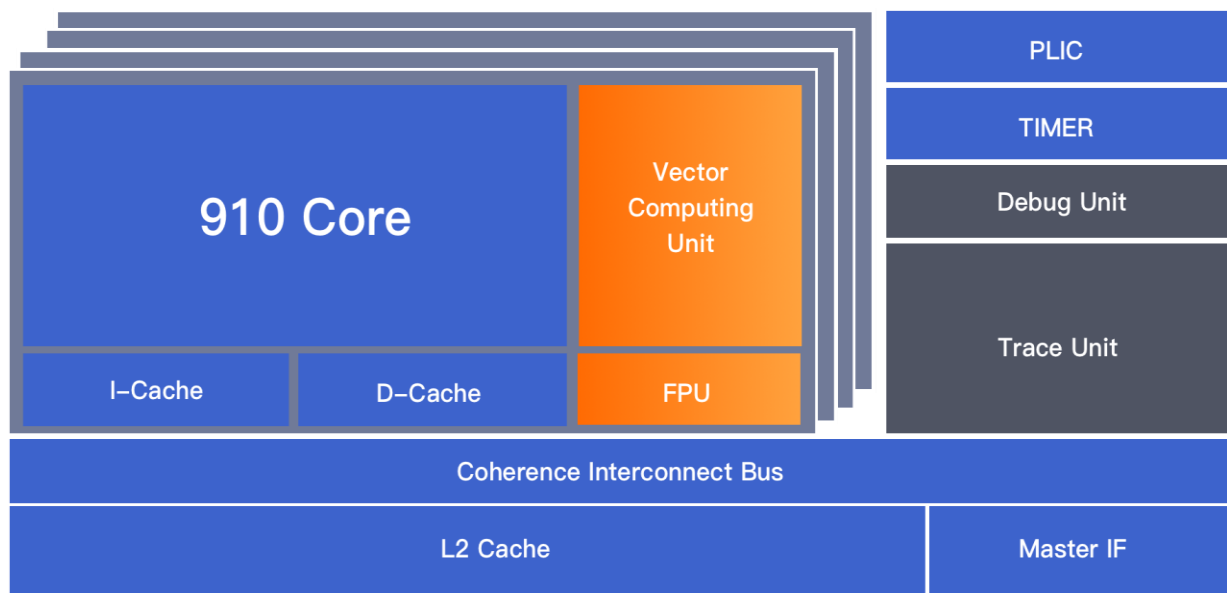 910 Core
Vector
Computing
Unit
I-Cache
D-Cache
FPU
PLIC
TIMER
Debug Unit
Trace Unit
Coherence Interconnect Bus
L2 Cache
Master IF